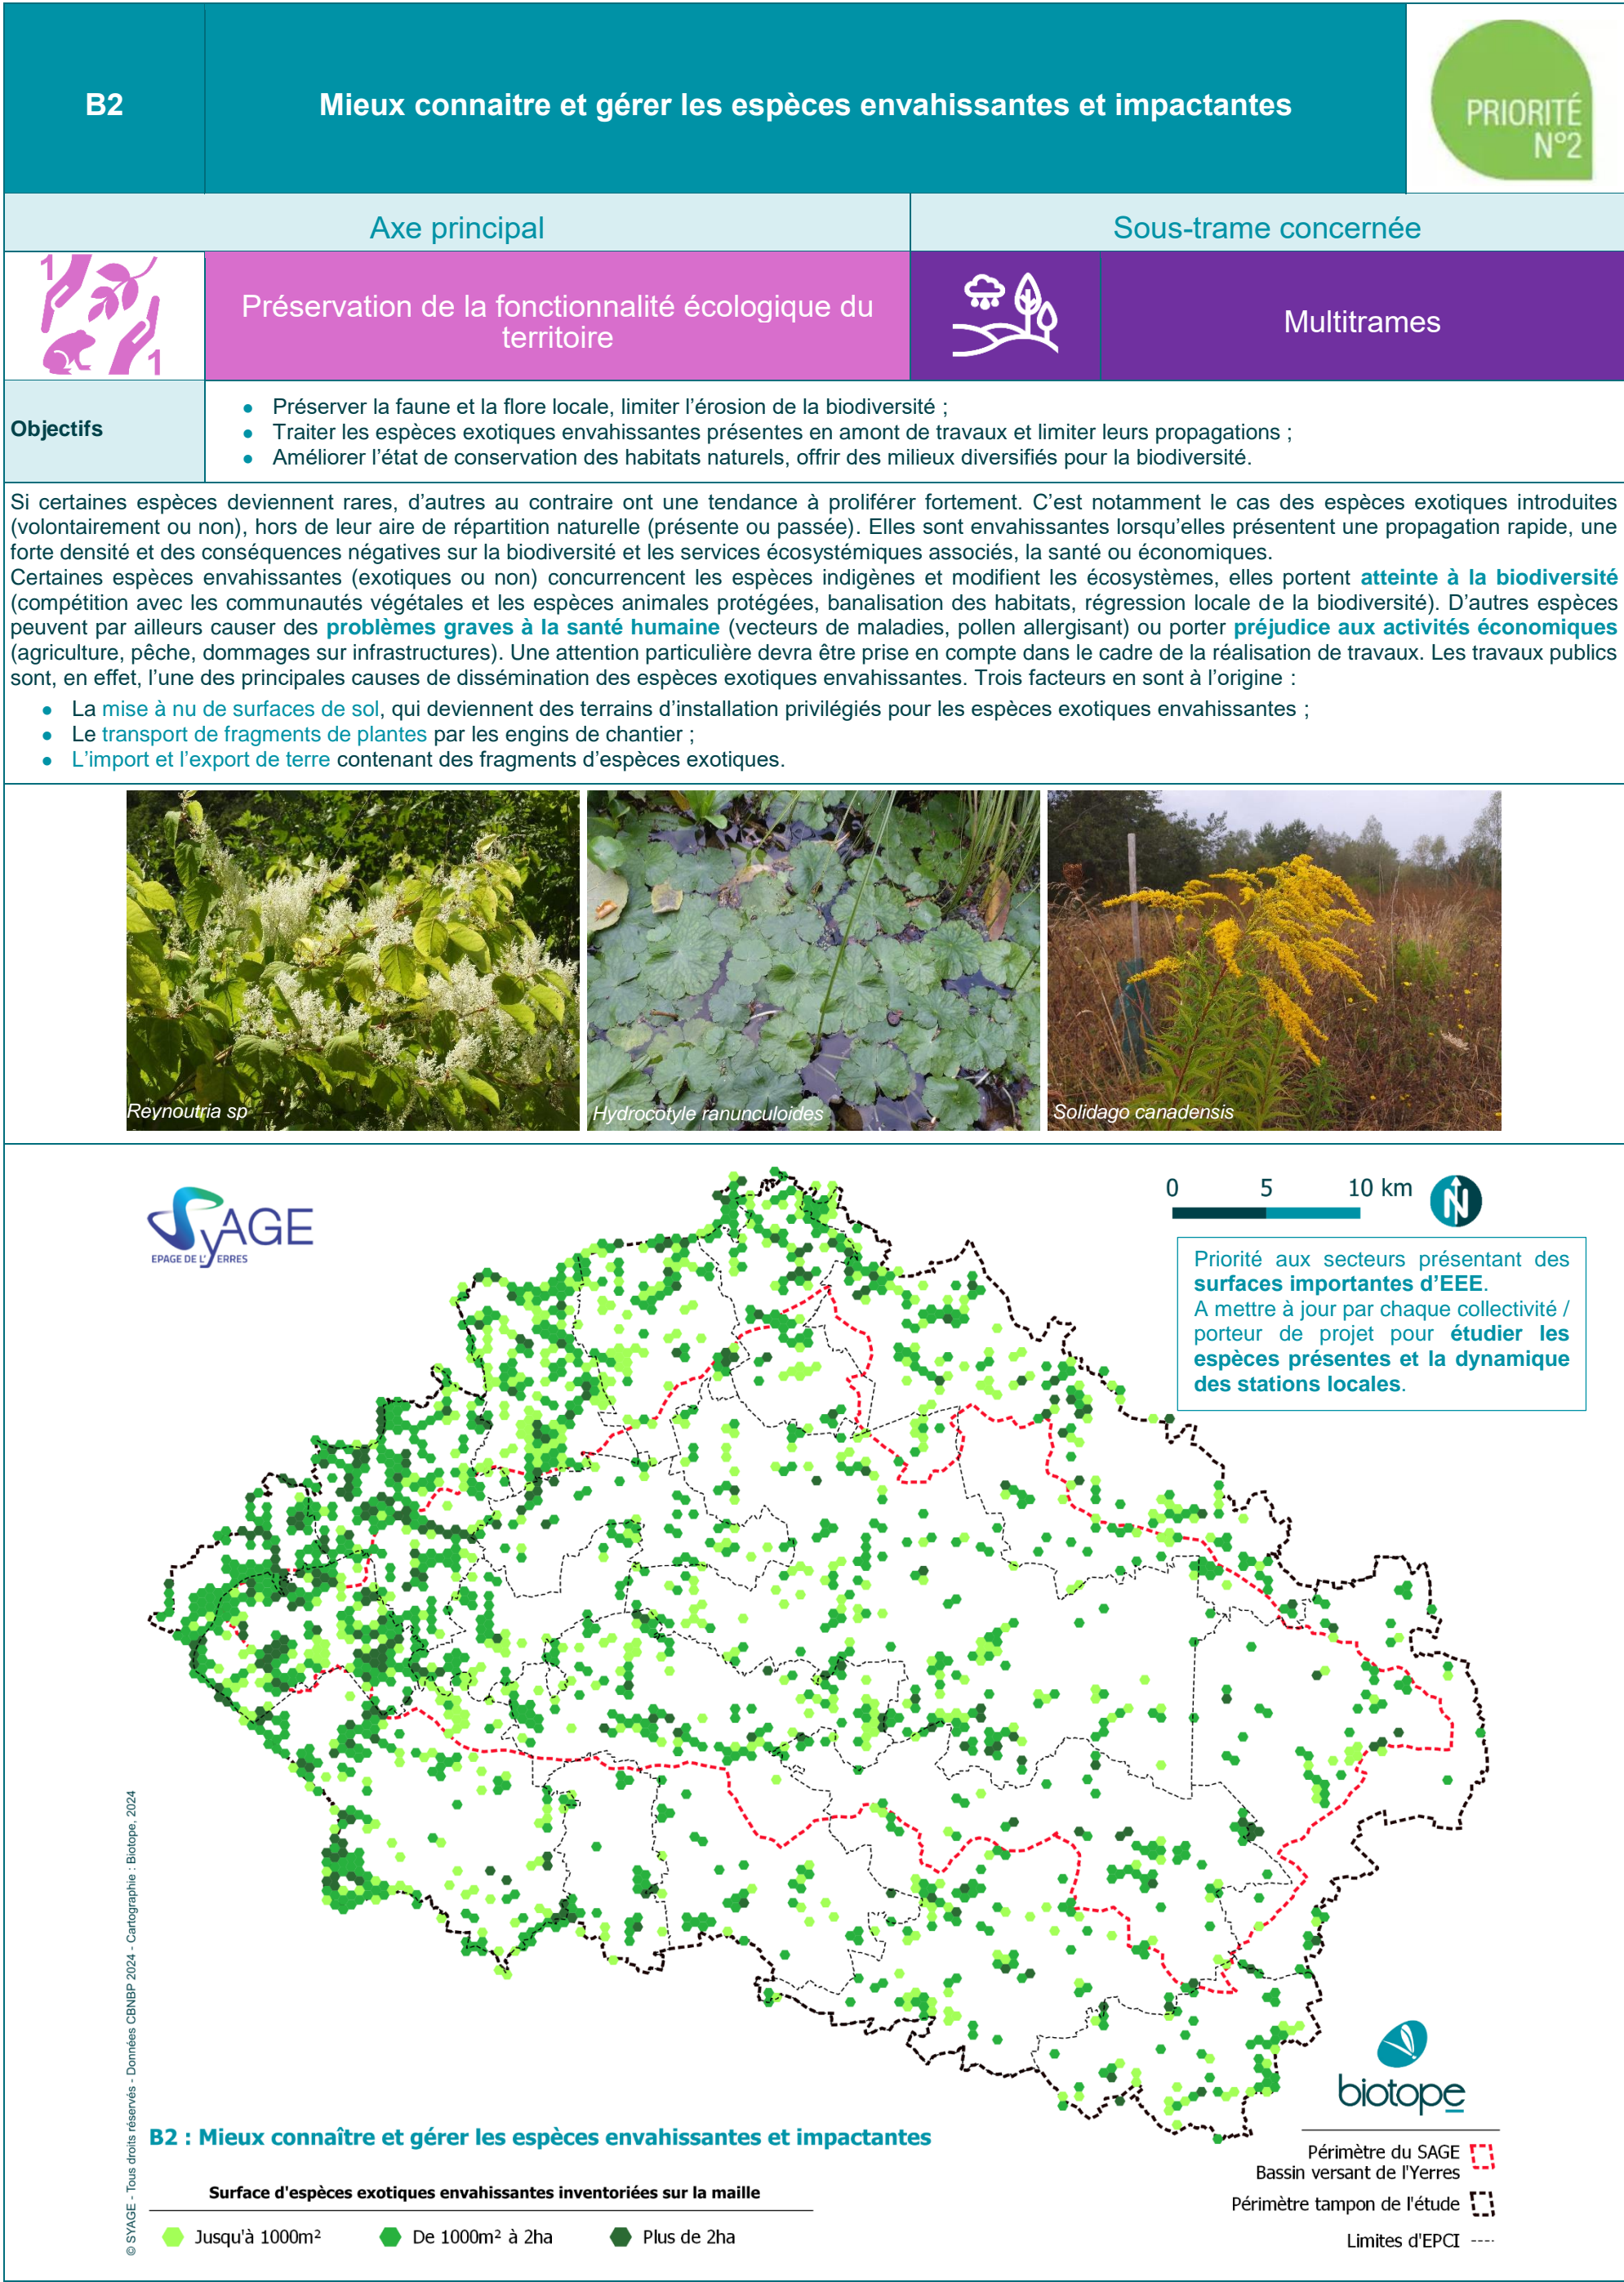 B2
Mieux connaitre et gérer les espèces envahissantes et impactantes
PRIORITÉ
N°2
Axe principal
Sous-trame concernée
1
1
Préservation de la fonctionnalité écologique du
territoire
Multitrames
Objectifs
● Préserver la faune et la flore locale, limiter l’érosion de la biodiversité ;
● Traiter les espèces exotiques envahissantes présentes en amont de travaux et limiter leurs propagations ;
● Améliorer l’état de conservation des habitats naturels, offrir des milieux diversifiés pour la biodiversité.
Si certaines espèces deviennent rares, d’autres au contraire ont une tendance à proliférer fortement. C’est notamment le cas des espèces exotiques introduites
(volontairement ou non), hors de leur aire de répartition naturelle (présente ou passée). Elles sont envahissantes lorsqu’elles présentent une propagation rapide, une
forte densité et des conséquences négatives sur la biodiversité et les services écosystémiques associés, la santé ou économiques.
Certaines espèces envahissantes (exotiques ou non) concurrencent les espèces indigènes et modifient les écosystèmes, elles portent atteinte à la biodiversité
(compétition avec les communautés végétales et les espèces animales protégées, banalisation des habitats, régression locale de la biodiversité). D’autres espèces
peuvent par ailleurs causer des problèmes graves à la santé humaine (vecteurs de maladies, pollen allergisant) ou porter préjudice aux activités économiques
(agriculture, pêche, dommages sur infrastructures). Une attention particulière devra être prise en compte dans le cadre de la réalisation de travaux. Les travaux publics
sont, en effet, l’une des principales causes de dissémination des espèces exotiques envahissantes. Trois facteurs en sont à l’origine :
● La mise à nu de surfaces de sol, qui deviennent des terrains d’installation privilégiés pour les espèces exotiques envahissantes ;
● Le transport de fragments de plantes par les engins de chantier ;
● L’import et l’export de terre contenant des fragments d’espèces exotiques.
Reynoutria sp
Hydrocotyle ranunculoides
Solidago canadensis
SyAGE
EPAGE DE L'YERRES
0 5 10 km
N
Priorité aux secteurs présentant des
surfaces importantes d’EEE.
A mettre à jour par chaque collectivité /
porteur de projet pour étudier les
espèces présentes et la dynamique
des stations locales.
© SYAGE - Tous droits réservés - Données CBNBP 2024 - Cartographie : Biotope, 2024
biotope
B2 : Mieux connaître et gérer les espèces envahissantes et impactantes
Surface d'espèces exotiques envahissantes inventoriées sur la maille
Jusqu'à 1000m² De 1000m² à 2ha Plus de 2ha
Périmètre du SAGE
Bassin versant de l'Yerres
Périmètre tampon de l'étude
Limites d'EPCI